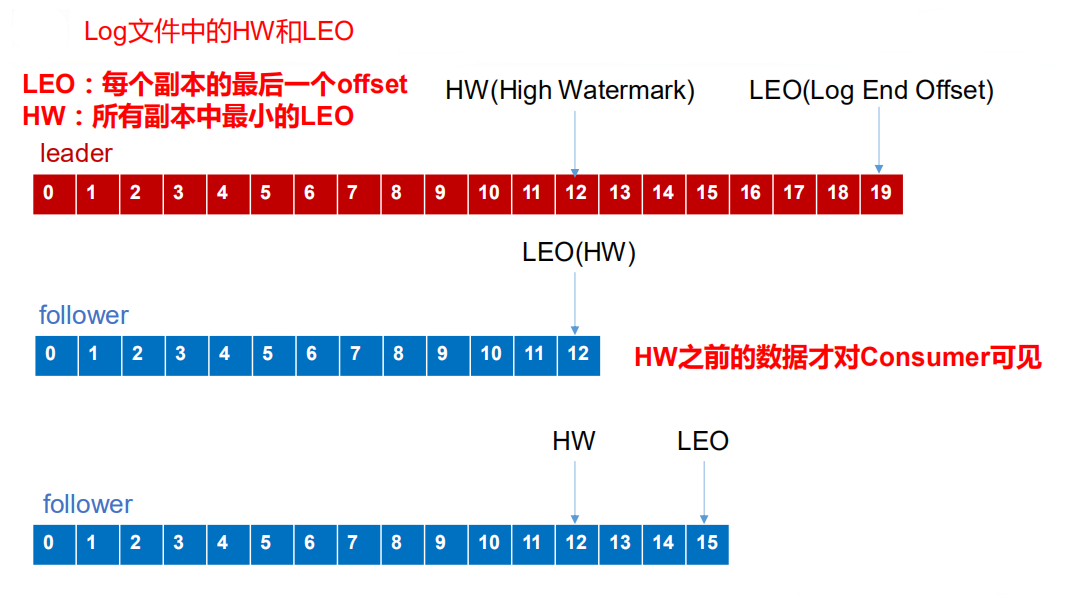 Log文件中的HW和LEO
LEO：每个副本的最后一个offset
HW：所有副本中最小的LEO
HW(High Watermark)
LEO(Log End Offset)
leader
0 1 2 3 4 5 6 7 8 9 10 11 12 13 14 15 16 17 18 19
LEO(HW)
follower
0 1 2 3 4 5 6 7 8 9 10 11 12
HW之前的数据才对Consumer可见
HW
LEO
follower
0 1 2 3 4 5 6 7 8 9 10 11 12 13 14 15